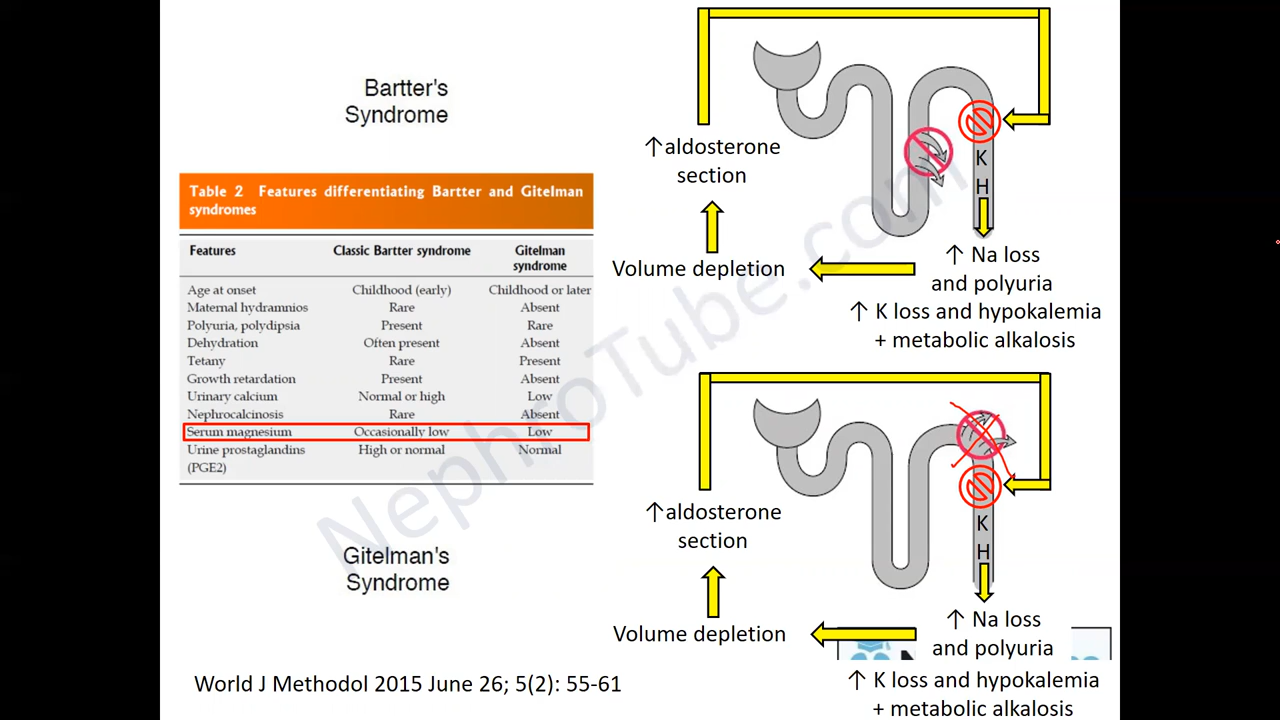 Bartter's
Syndrome
Table 2 Features differentiating Bartter and Gitelman
syndromes
Features Classic Bartter syndrome Gitelman
syndrome
Age at onset Childhood (early) Childhood or later
Maternal hydramnios Rare Absent
Polyuria, polydipsia Present Rare
Dehydration Often present Absent
Tetany Rare Present
Growth retardation Present Absent
Urinary calcium Normal or high Low
Nephrocalcinosis Rare Absent
Serum magnesium Occasionally low Low
Urine prostaglandins High or normal Normal
(PGE2)
Gitelman's
Syndrome
World J Methodol 2015 June 26; 5(2): 55-61
↑aldosterone
section
Volume depletion
K
H
↑ Na loss
and polyuria
↑ K loss and hypokalemia
+ metabolic alkalosis
↑aldosterone
section
Volume depletion
K
H
↑ Na loss
and polyuria
↑ K loss and hypokalemia
+ metabolic alkalosis
NephroTube.com